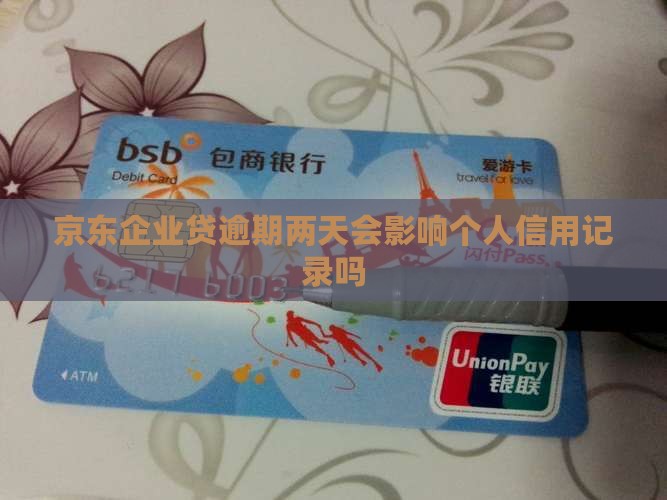 bsb 包商银行
Debit Card
爱游卡
travel for love
京东企业贷逾期两天会影响个人信用记
录吗
闪付Pass
6217 6003
ATM
UnionPay
银联